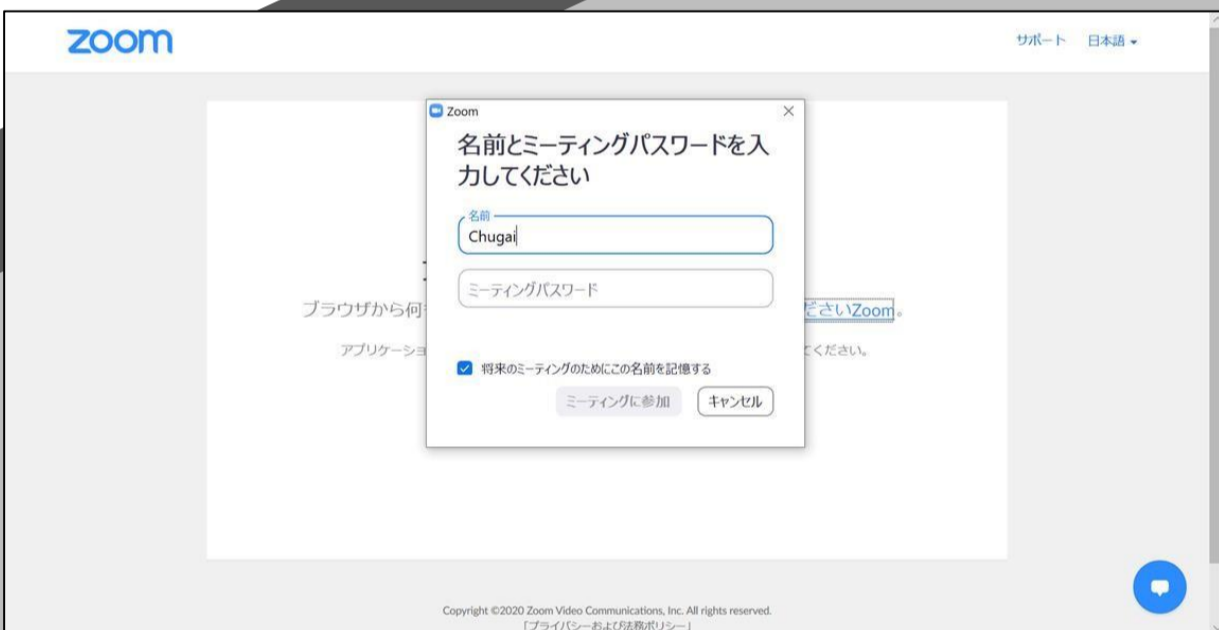 zoom
サポート 日本語
Zoom
名前とミーティングパスワードを入
力してください
名前
Chugai
ミーティングパスワード
ブラウザから何
ださいZoom。
アプリケーショ
てください。
将来のミーティングのためにこの名前を記憶する
ミーティングに参加 キャンセル
Copyright ©2020 Zoom Video Communications, Inc. All rights reserved.
「プライバシーおよび法務ポリシー」